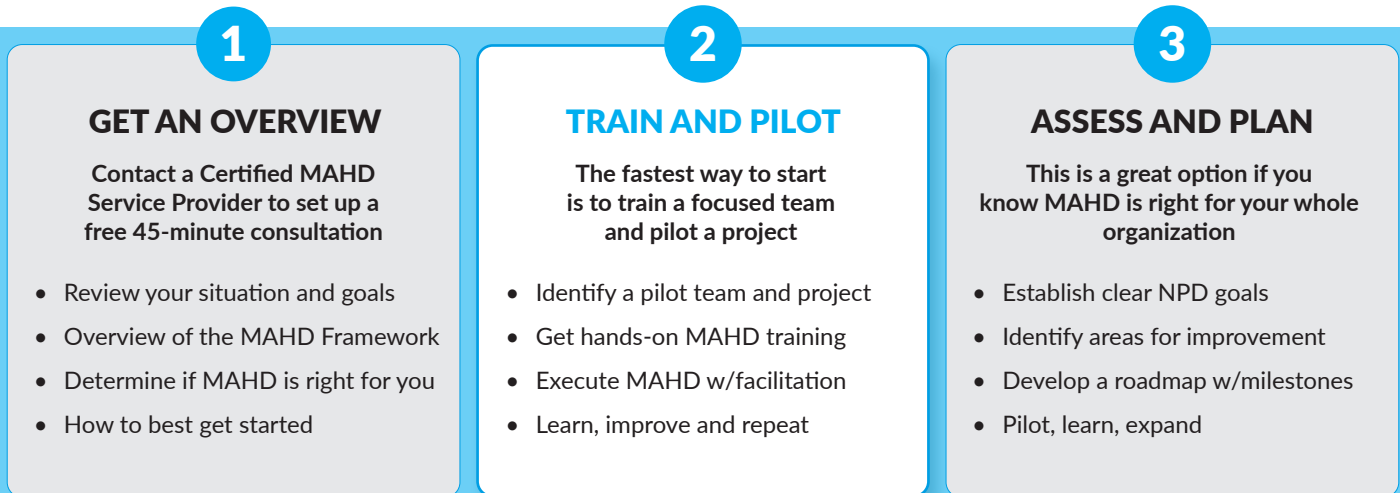 1
GET AN OVERVIEW
Contact a Certified MAHD
Service Provider to set up a
free 45-minute consultation
• Review your situation and goals
• Overview of the MAHD Framework
• Determine if MAHD is right for you
• How to best get started
2
TRAIN AND PILOT
The fastest way to start
is to train a focused team
and pilot a project
• Identify a pilot team and project
• Get hands-on MAHD training
• Execute MAHD w/facilitation
• Learn, improve and repeat
3
ASSESS AND PLAN
This is a great option if you
know MAHD is right for your whole
organization
• Establish clear NPD goals
• Identify areas for improvement
• Develop a roadmap w/milestones
• Pilot, learn, expand